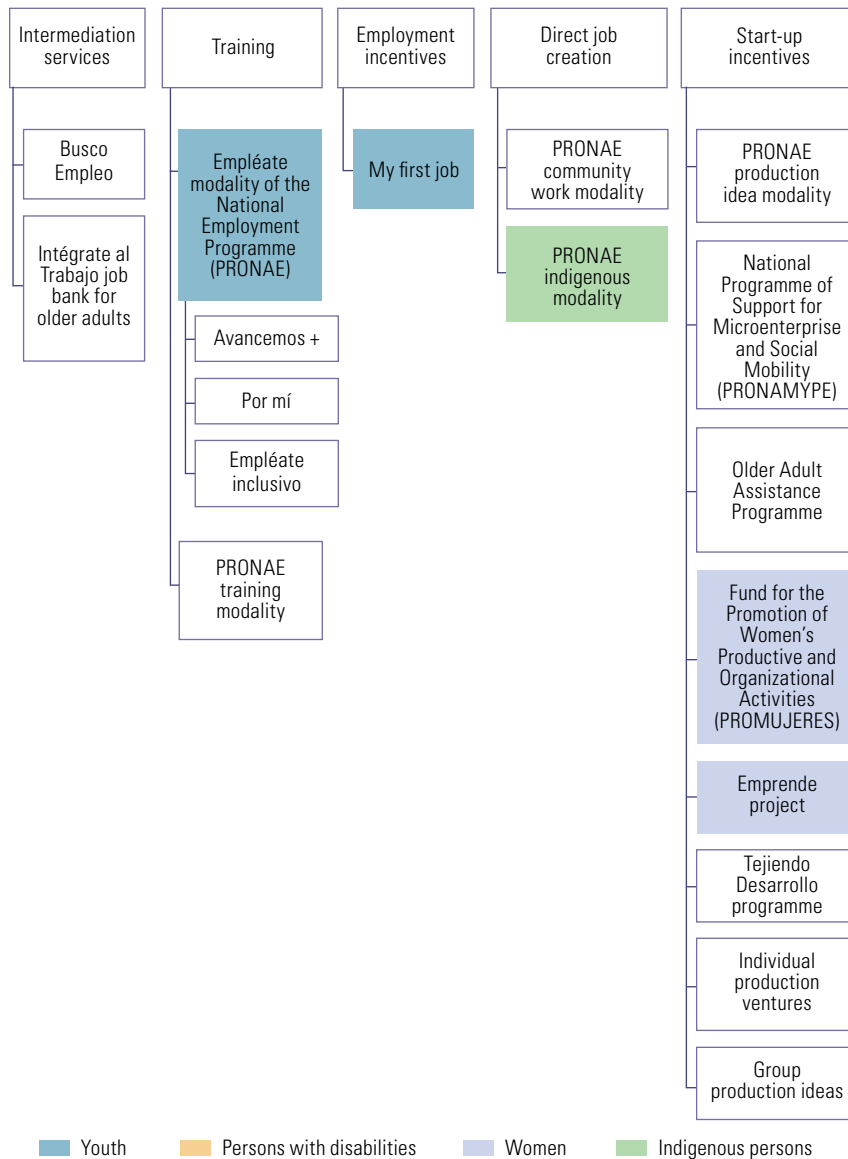 Intermediation
services
Busco
Empleo
Intégrate al
Trabajo job
bank for
older adults
Training
Empléate
modality of the
National
Employment
Programme
(PRONAE)
Avancemos +
Por mí
Empléate
inclusivo
PRONAE
training
modality
Employment
incentives
My first job
Direct job
creation
PRONAE
community
work modality
PRONAE
indigenous
modality
Start-up
incentives
PRONAE
production
idea modality
National
Programme of
Support for
Microenterprise
and Social
Mobility
(PRONAMYPE)
Older Adult
Assistance
Programme
Fund for the
Promotion of
Women's
Productive and
Organizational
Activities
(PROMUJERES)
Emprende
project
Tejiendo
Desarrollo
programme
Individual
production
ventures
Group
production ideas
Youth
Persons with disabilities
Women
Indigenous persons